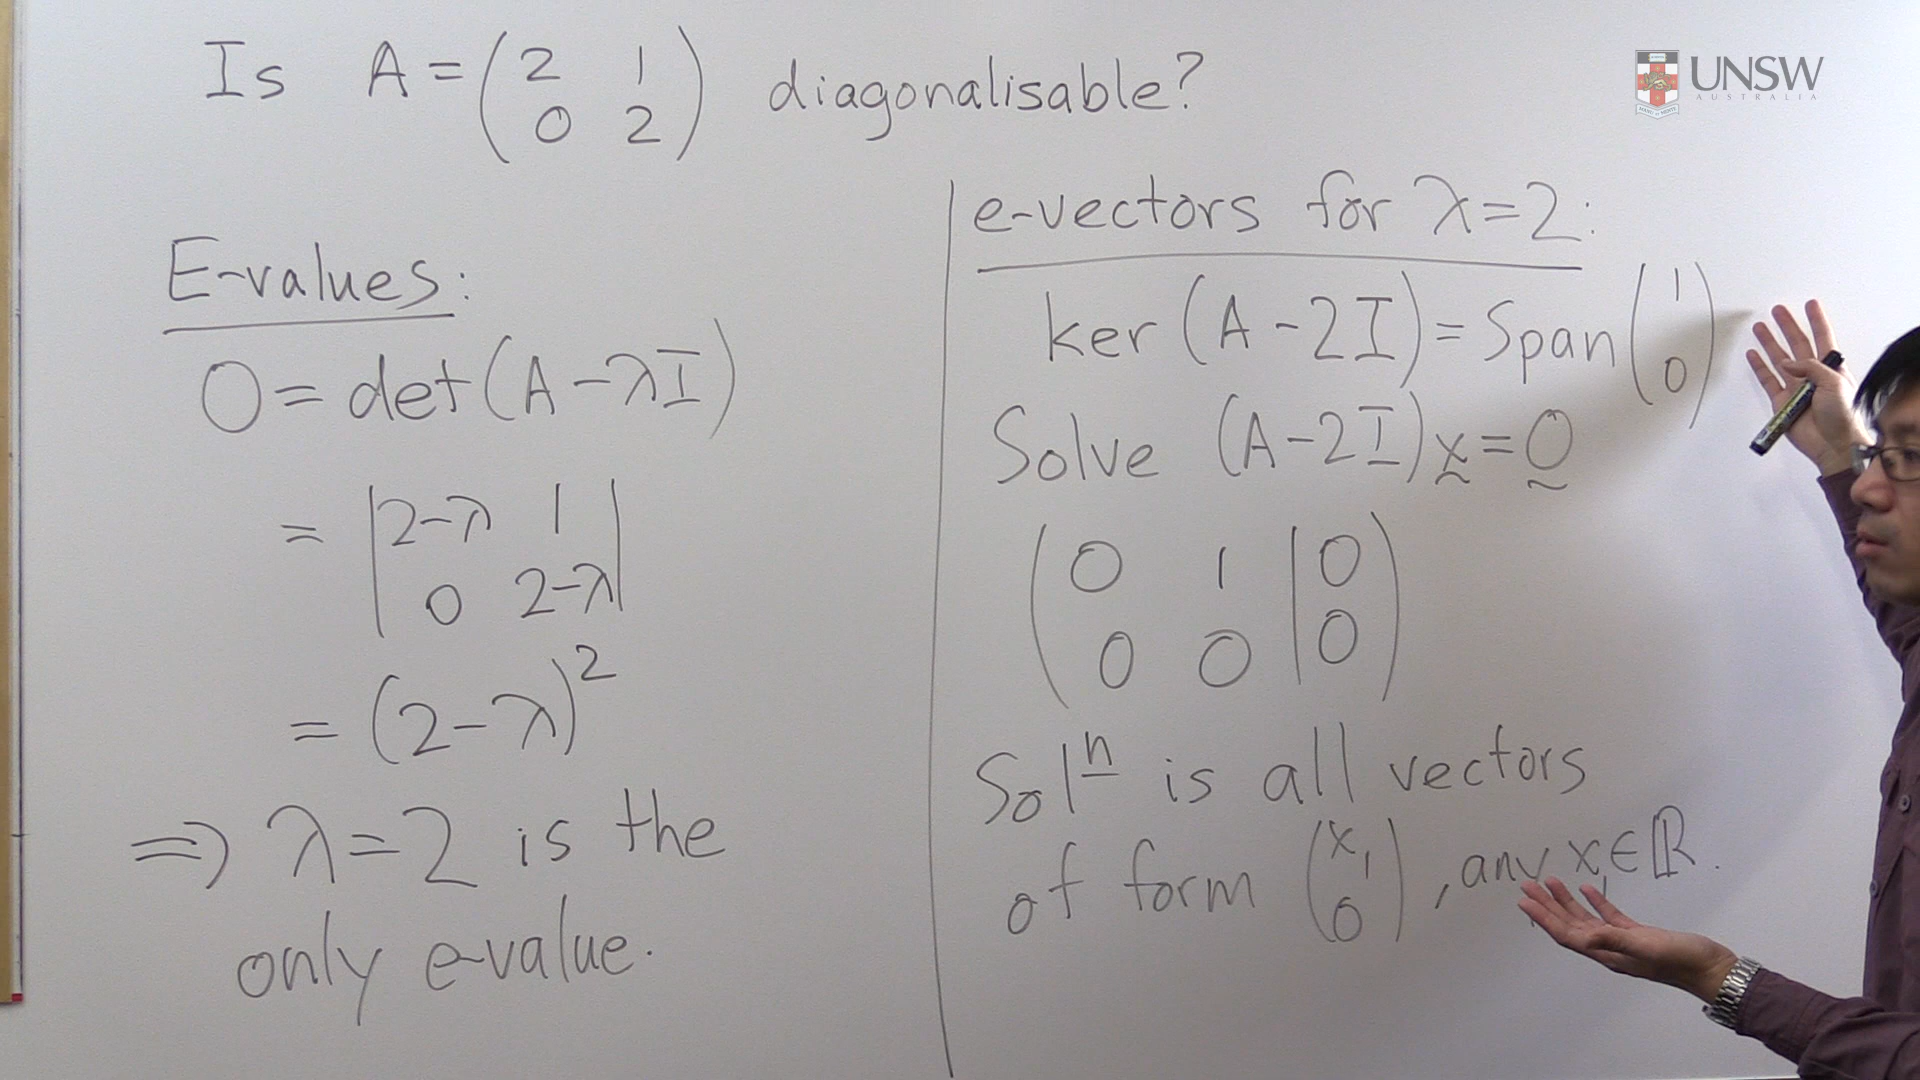 Is A = ( 2 1
0 2 ) diagonalisable?
UNSW
AUSTRALIA
E-values:
0 = det(A - λI)
= | 2-λ 1
0 2-λ |
= (2-λ)²
⇒ λ = 2 is the
only e-value.
e-vectors for λ = 2:
ker (A - 2I) = Span ( 1
0 )
Solve (A - 2I) x̰ = 0̰
( 0 1 | 0
0 0 | 0 )
Solⁿ is all vectors
of form ( x₁
0 ), any x₁ ∈ ℝ.